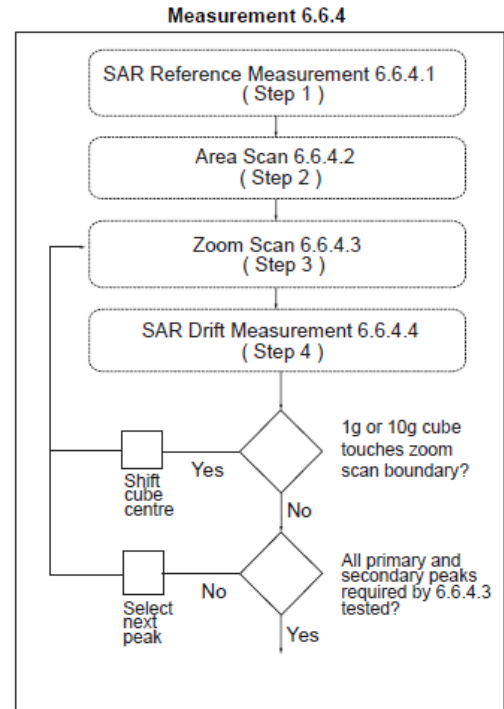 Measurement 6.6.4
SAR Reference Measurement 6.6.4.1
( Step 1 )
Area Scan 6.6.4.2
( Step 2 )
Zoom Scan 6.6.4.3
( Step 3 )
SAR Drift Measurement 6.6.4.4
( Step 4 )
1g or 10g cube
touches zoom
scan boundary?
Yes
Shift
cube
centre
No
All primary and
secondary peaks
required by 6.6.4.3
tested?
No
Select
next
peak
Yes